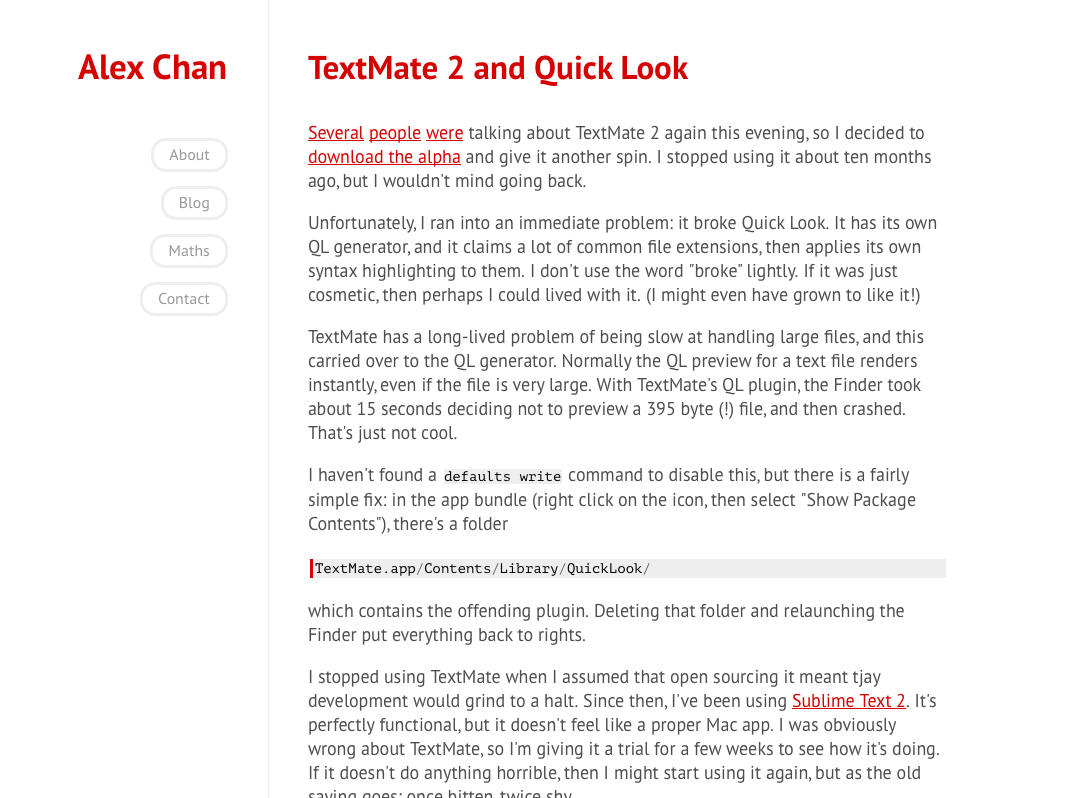 Alex Chan
About
Blog
Maths
Contact
TextMate 2 and Quick Look
Several people were talking about TextMate 2 again this evening, so I decided to
download the alpha and give it another spin. I stopped using it about ten months
ago, but I wouldn't mind going back.
Unfortunately, I ran into an immediate problem: it broke Quick Look. It has its own
QL generator, and it claims a lot of common file extensions, then applies its own
syntax highlighting to them. I don't use the word "broke" lightly. If it was just
cosmetic, then perhaps I could lived with it. (I might even have grown to like it!)
TextMate has a long-lived problem of being slow at handling large files, and this
carried over to the QL generator. Normally the QL preview for a text file renders
instantly, even if the file is very large. With TextMate's QL plugin, the Finder took
about 15 seconds deciding not to preview a 395 byte (!) file, and then crashed.
That's just not cool.
I haven't found a defaults write command to disable this, but there is a fairly
simple fix: in the app bundle (right click on the icon, then select "Show Package
Contents"), there's a folder
TextMate.app/Contents/Library/QuickLook/
which contains the offending plugin. Deleting that folder and relaunching the
Finder put everything back to rights.
I stopped using TextMate when I assumed that open sourcing it meant tjay
development would grind to a halt. Since then, I've been using Sublime Text 2. It's
perfectly functional, but it doesn't feel like a proper Mac app. I was obviously
wrong about TextMate, so I'm giving it a trial for a few weeks to see how it's doing.
If it doesn't do anything horrible, then I might start using it again, but as the old
saying goes: once bitten, twice shy.